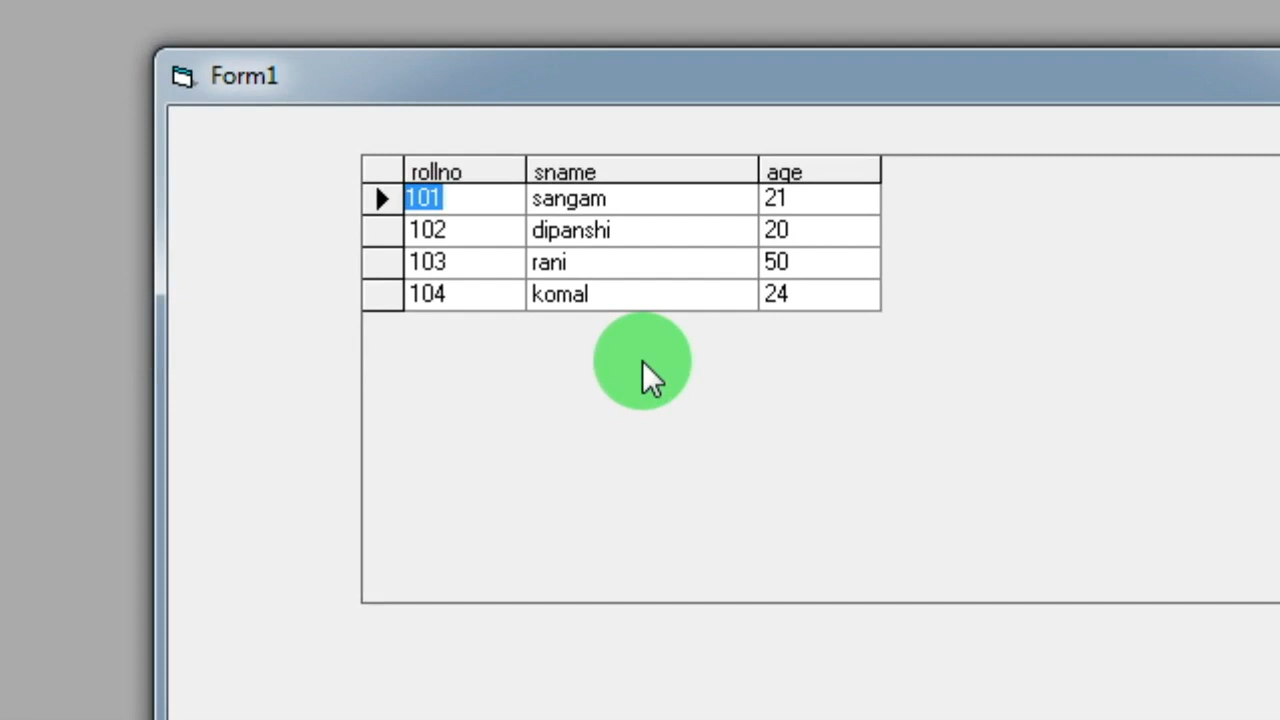 Form1
rollno sname age
101 sangam 21
102 dipanshi 20
103 rani 50
104 komal 24